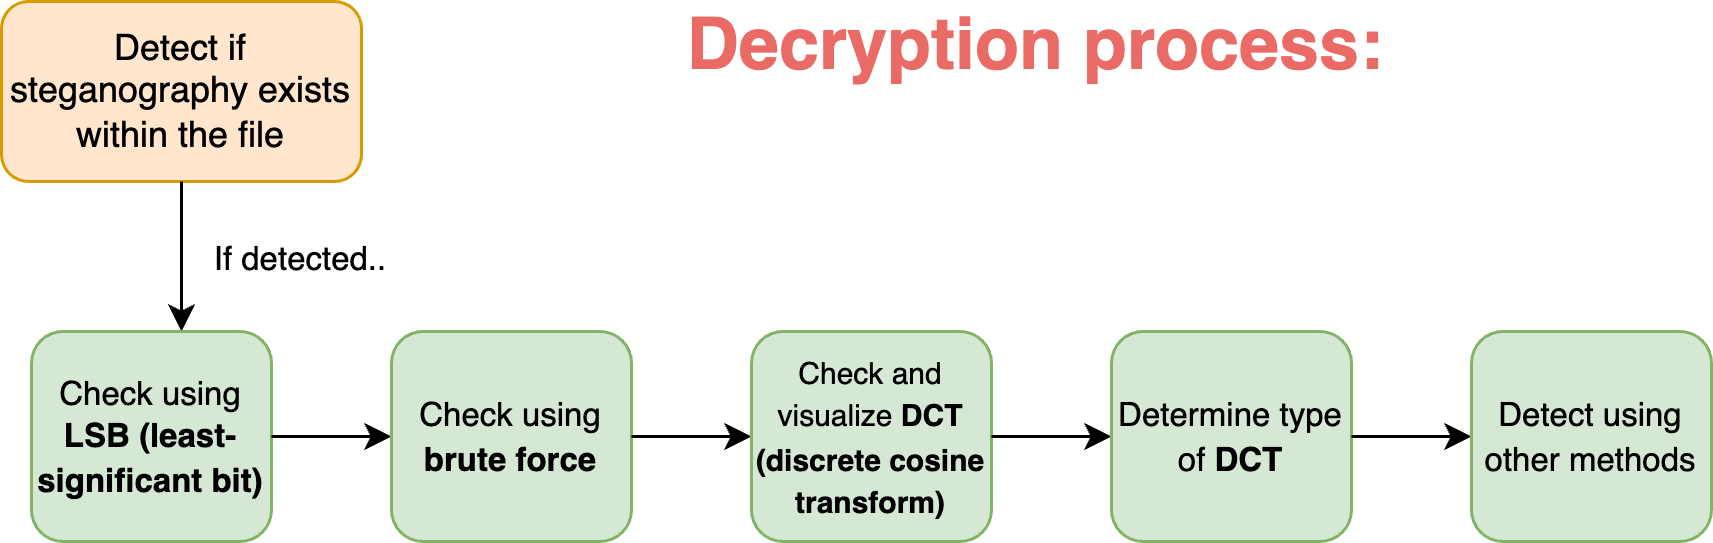 Decryption process:
Detect if
steganography exists
within the file
If detected..
Check using
LSB (least-
significant bit)
Check using
brute force
Check and
visualize DCT
(discrete cosine
transform)
Determine type
of DCT
Detect using
other methods